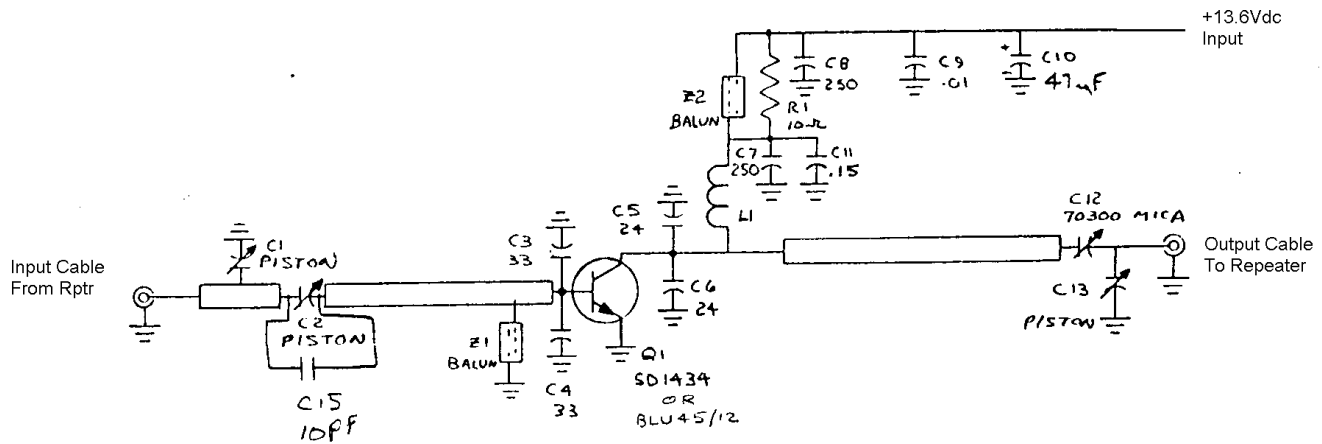 +13.6Vdc
Input
C8
250
C9
.01
+
C10
47uF
Z2
BALUN
R1
10Ω
C7
250
C11
.15
L1
C5
24
C6
24
C12
70300 MICA
C13
PISTON
Output Cable
To Repeater
C1
PISTON
C3
33
Input Cable
From Rptr
C2
PISTON
Z1
BALUN
C4
33
Q1
SD1434
OR
BLU45/12
C15
10PF